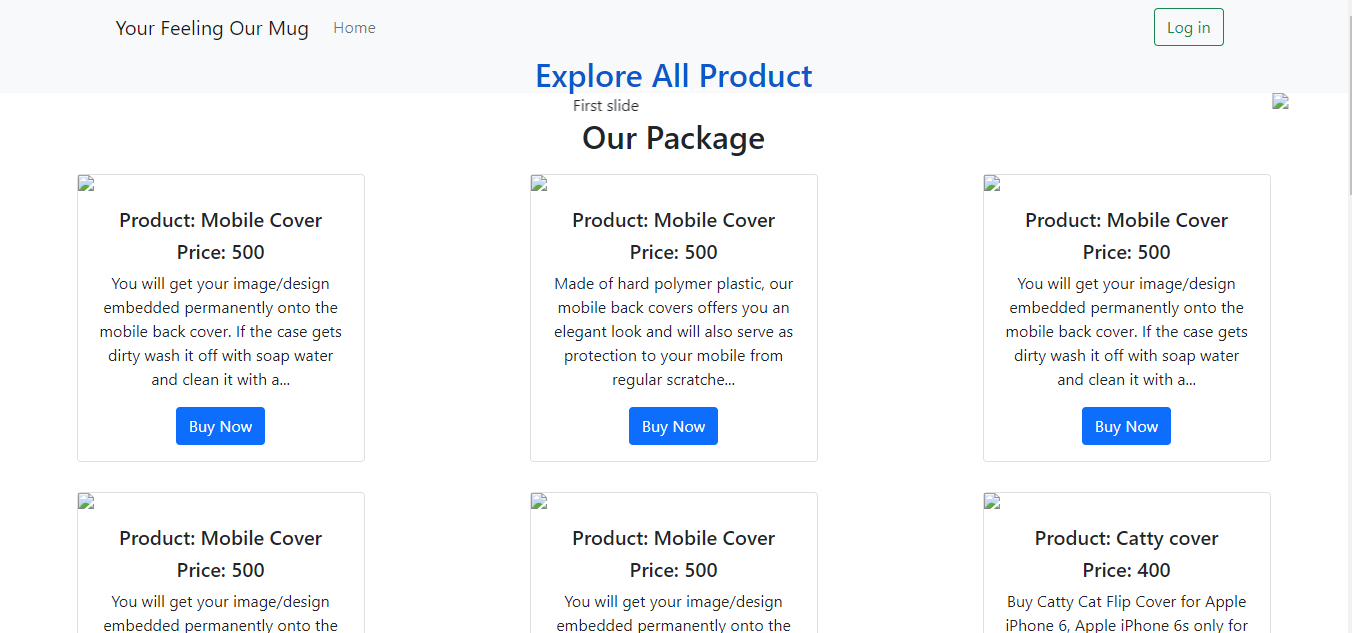 Your Feeling Our Mug Home Log in
Explore All Product
First slide
Our Package
Product: Mobile Cover
Price: 500
You will get your image/design
embedded permanently onto the
mobile back cover. If the case gets
dirty wash it off with soap water
and clean it with a...
Buy Now
Product: Mobile Cover
Price: 500
Made of hard polymer plastic, our
mobile back covers offers you an
elegant look and will also serve as
protection to your mobile from
regular scratche...
Buy Now
Product: Mobile Cover
Price: 500
You will get your image/design
embedded permanently onto the
mobile back cover. If the case gets
dirty wash it off with soap water
and clean it with a...
Buy Now
Product: Mobile Cover
Price: 500
You will get your image/design
embedded permanently onto the
Product: Mobile Cover
Price: 500
You will get your image/design
embedded permanently onto the
Product: Catty cover
Price: 400
Buy Catty Cat Flip Cover for Apple
iPhone 6, Apple iPhone 6s only for